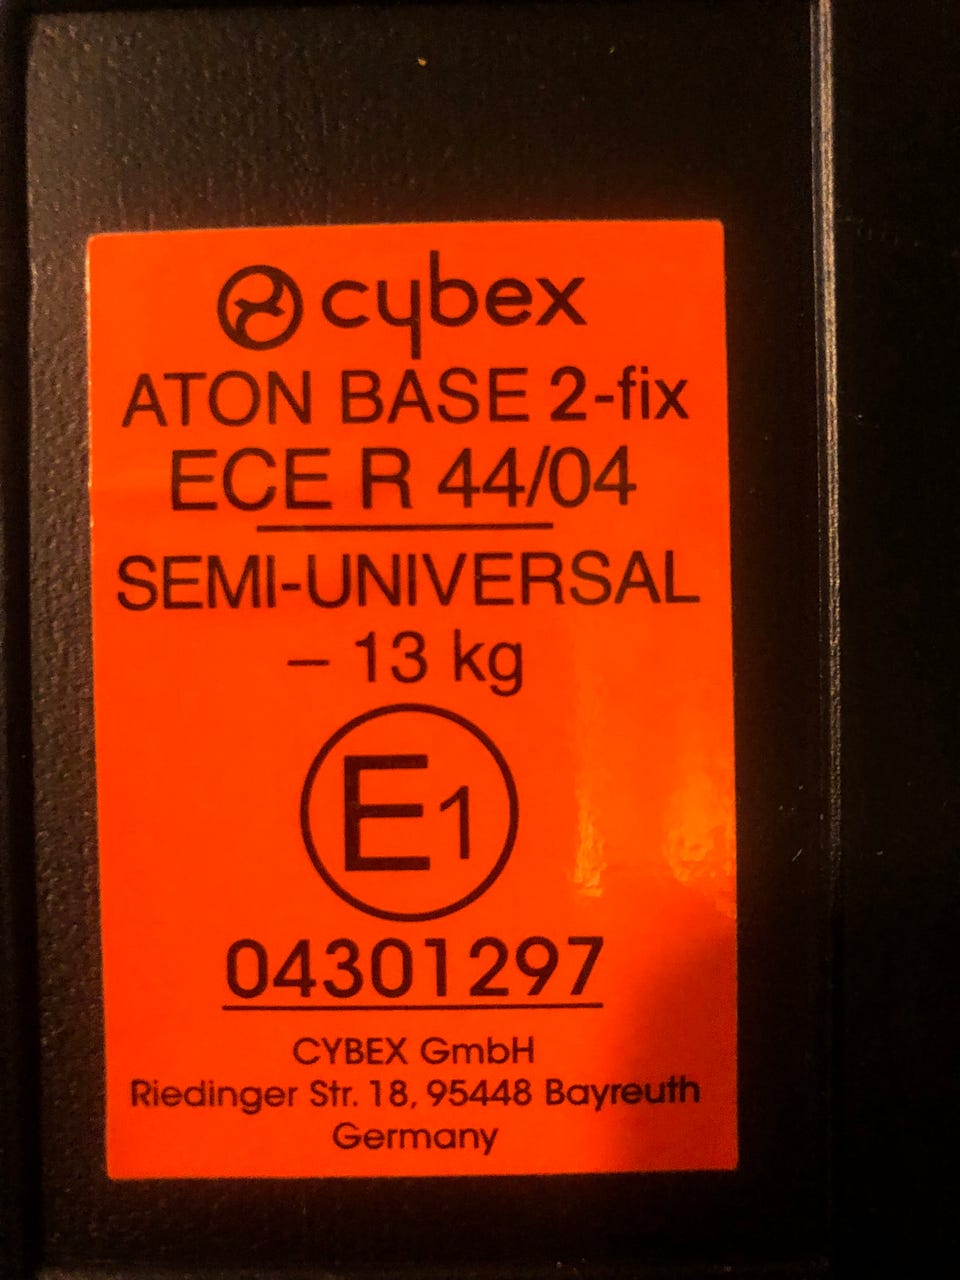 cybex
ATON BASE 2-fix
ECE R 44/04
SEMI-UNIVERSAL
– 13 kg
E1
04301297
CYBEX GmbH
Riedinger Str. 18, 95448 Bayreuth
Germany